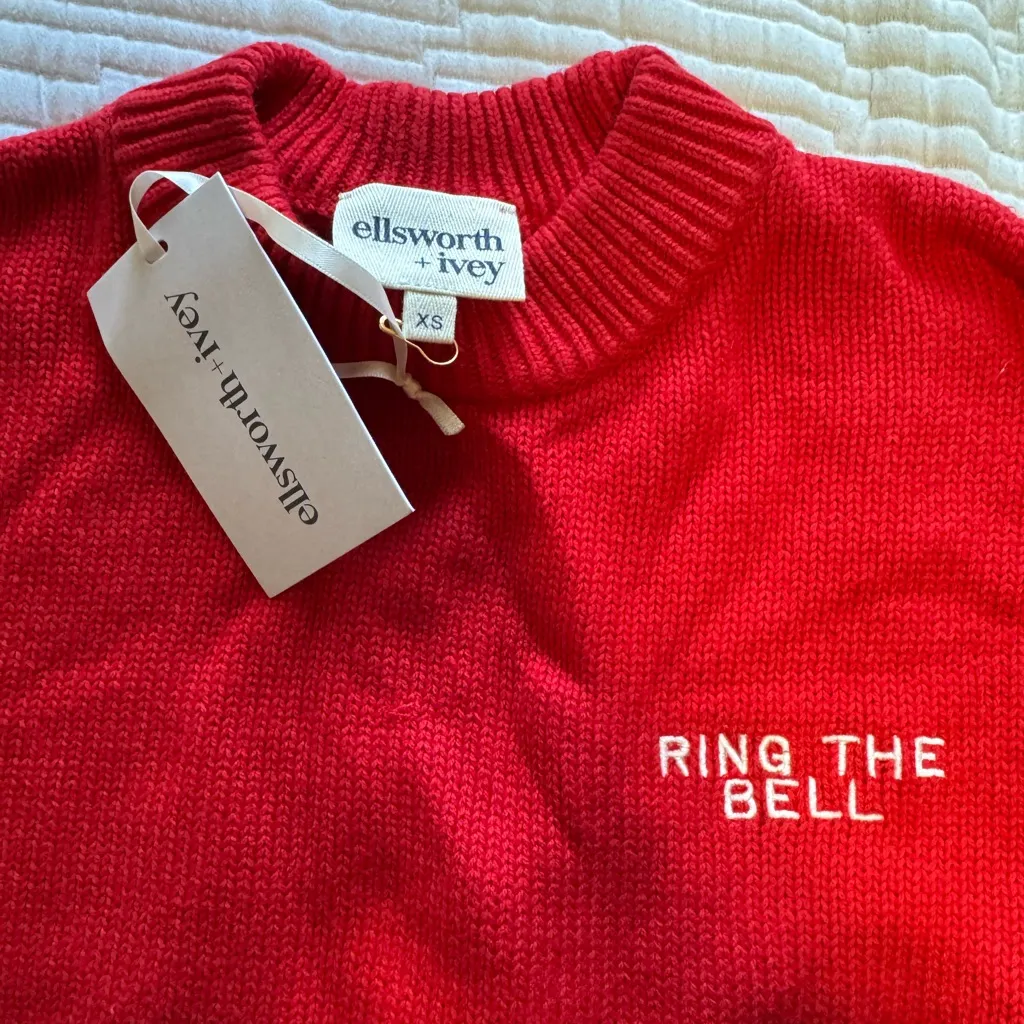 ellsworth
+ ivey
XS
ellsworth+ivey
RING THE
BELL